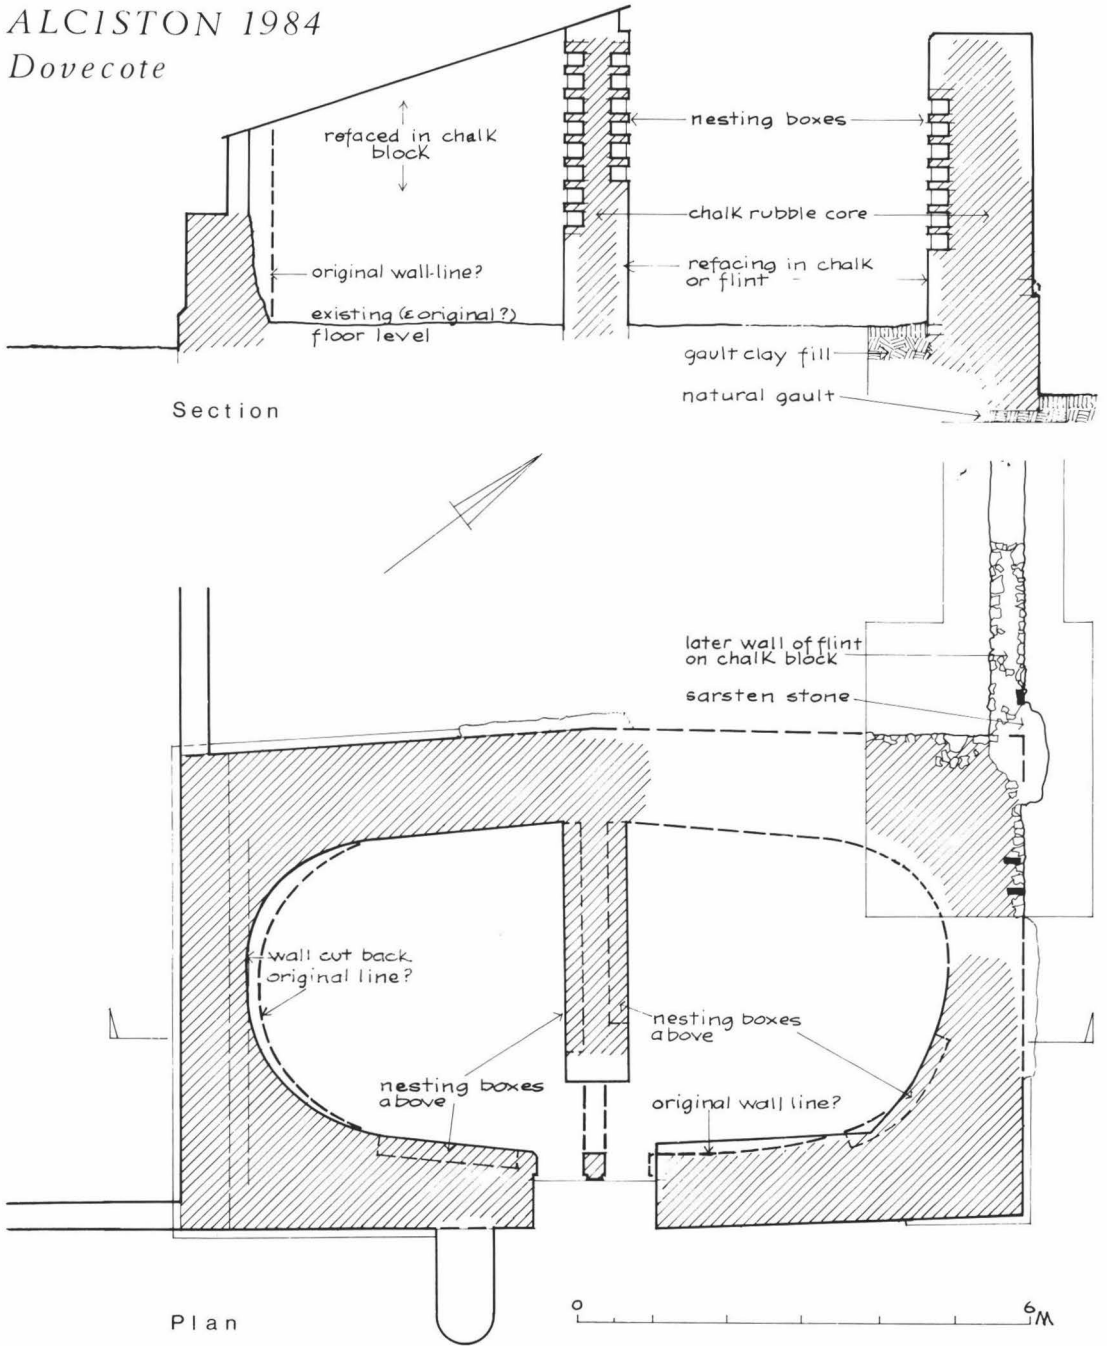 ALCISTON 1984
Dovecote
refaced in chalk
block
nesting boxes
chalk rubble core
original wall-line?
refacing in chalk
or flint
existing (& original?)
floor level
gault clay fill
natural gault
Section
later wall of flint
on chalk block
sarsten stone
wall cut back
original line?
nesting boxes
above
nesting boxes
above
original wall line?
Plan
0 6 M